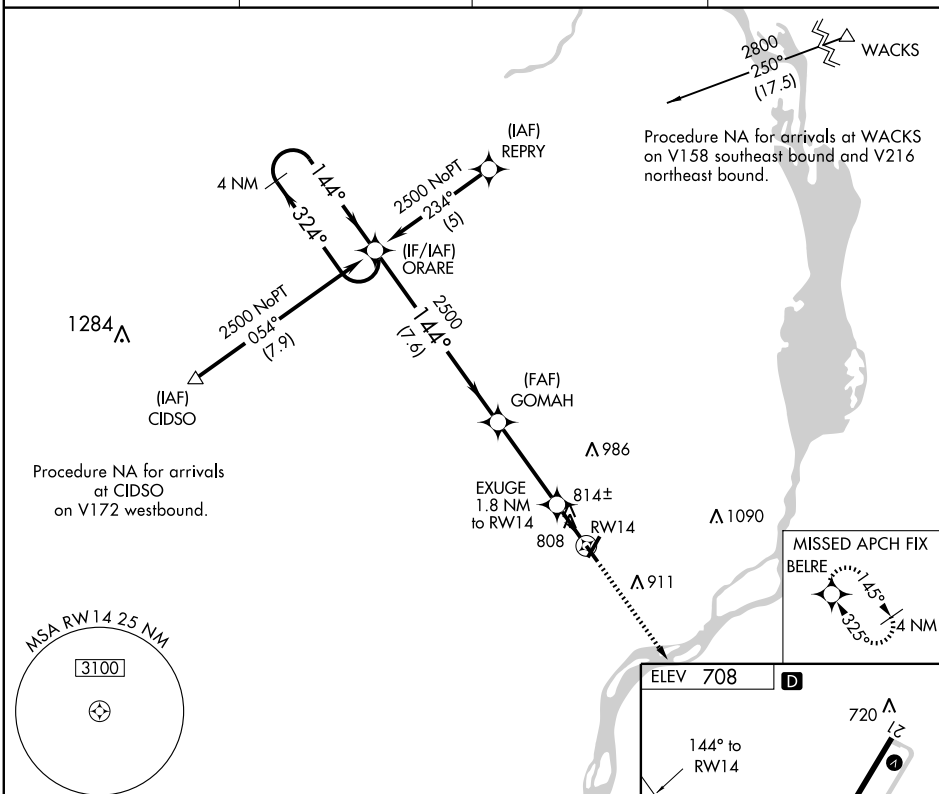 2800
250°
(17.5)
WACKS
Procedure NA for arrivals at WACKS
on V158 southeast bound and V216
northeast bound.
(IAF)
REPRY
4 NM
144°
324°
2500 NoPT
234°
(5)
(IF/IAF)
ORARE
2500 NoPT
054°
(7.9)
1284
2500
144°
(7.6)
(IAF)
CIDSO
(FAF)
GOMAH
Procedure NA for arrivals
at CIDSO
on V172 westbound.
986
EXUGE
1.8 NM
to RW14
814±
808
RW14
1090
911
MISSED APCH FIX
BELRE
145°
325°
4 NM
MSA RW14 25 NM
3100
ELEV 708
D
720
21
144° to
RW14
V